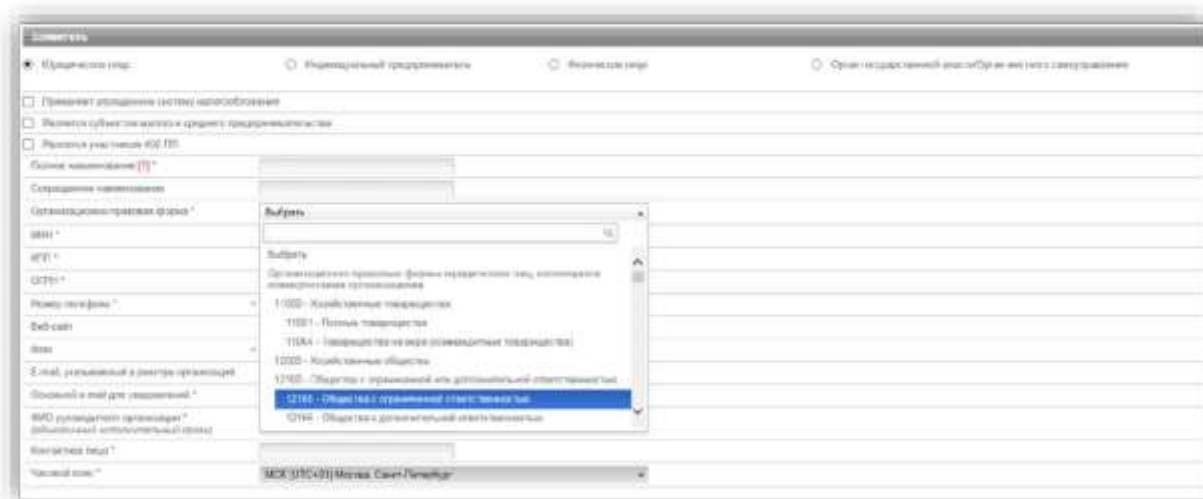 Заявитель
Юридическое лицо
Индивидуальный предприниматель
Физическое лицо
Орган государственной власти/Орган местного самоуправления
Применяет упрощенную систему налогообложения
Является субъектом малого и среднего предпринимательства
Является участником 450 ПП
Полное наименование [?] *
Сокращенное наименование
Организационно-правовая форма *
Выбрать
ИНН *
Выбрать
КПП *
Организационно-правовые формы юридических лиц, являющихся коммерческими организациями
ОГРН *
Номер телефона *
11000 - Хозяйственные товарищества
Веб-сайт
11051 - Полные товарищества
Факс
11064 - Товарищества на вере (коммандитные товарищества)
12000 - Хозяйственные общества
E-mail, указываемый в реестре организаций
12100 - Общества с ограниченной или дополнительной ответственностью
Основной e-mail для уведомлений *
12165 - Общества с ограниченной ответственностью
ФИО руководителя организации *
(единоличный исполнительный орган)
12166 - Общества с дополнительной ответственностью
Контактное лицо *
Часовой пояс *
МСК (UTC+03) Москва, Санкт-Петербург